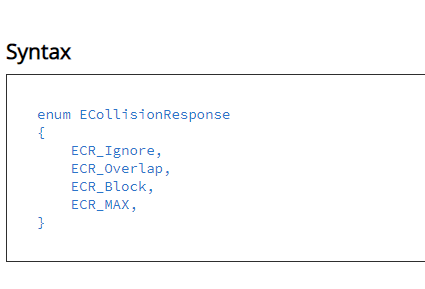 Syntax
enum ECollisionResponse
{
ECR_Ignore,
ECR_Overlap,
ECR_Block,
ECR_MAX,
}